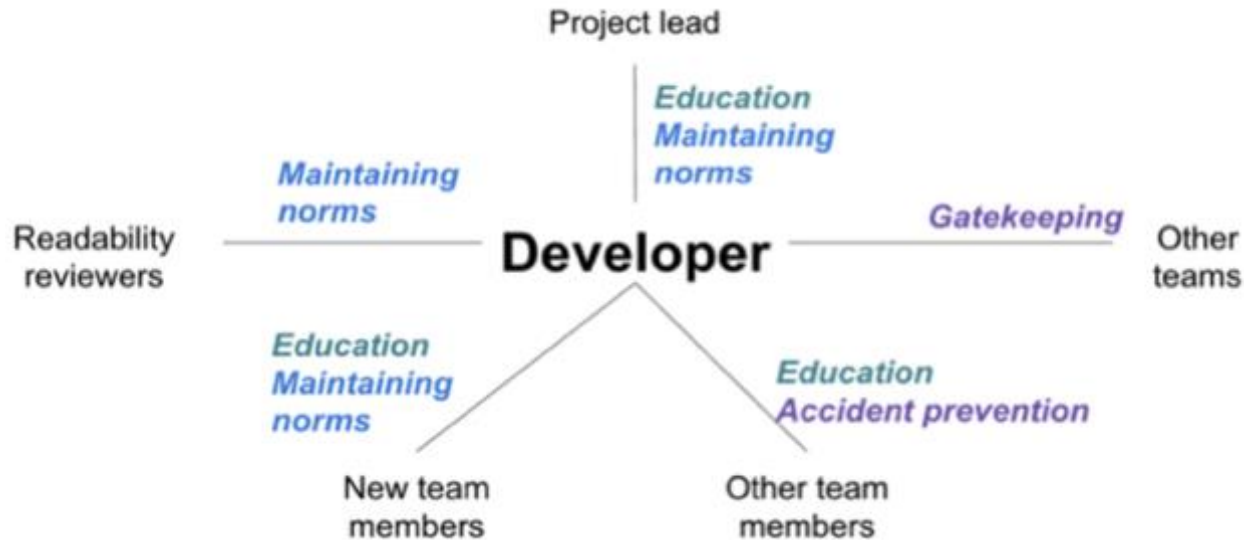 Project lead
Education
Maintaining
norms
Maintaining
norms
Gatekeeping
Readability
reviewers
Developer
Other
teams
Education
Maintaining
norms
Education
Accident prevention
New team
members
Other team
members